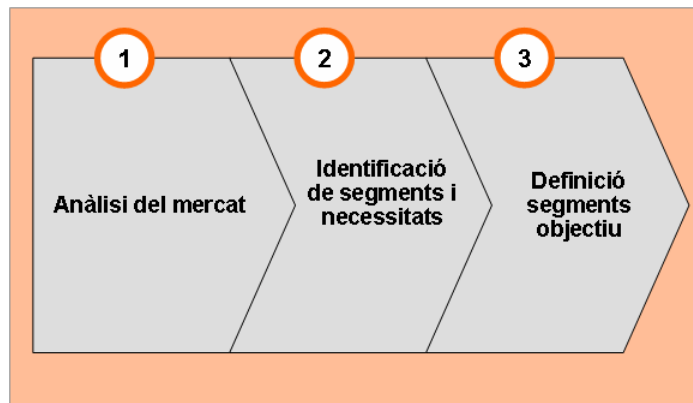 1
2
3
Anàlisi del mercat
Identificació
de segments i
necessitats
Definició
segments
objectiu